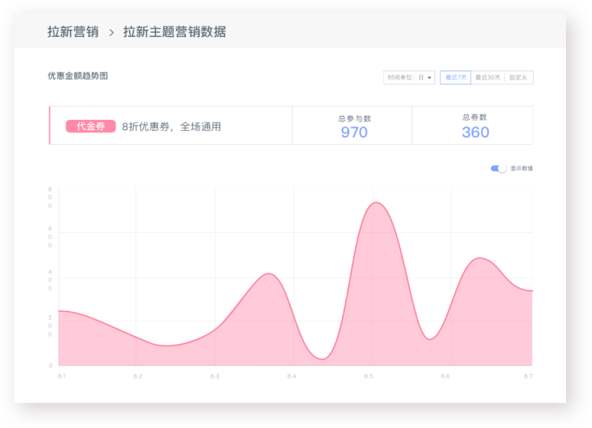 拉新营销 > 拉新主题营销数据
优惠金额趋势图
时间单位: 日 最近7天 最近30天 自定义
代金券 8折优惠券，全场通用
总参与数
970
总券数
360
显示数值
800
600
400
200
0
8.1 8.2 8.3 8.4 8.5 8.6 8.7